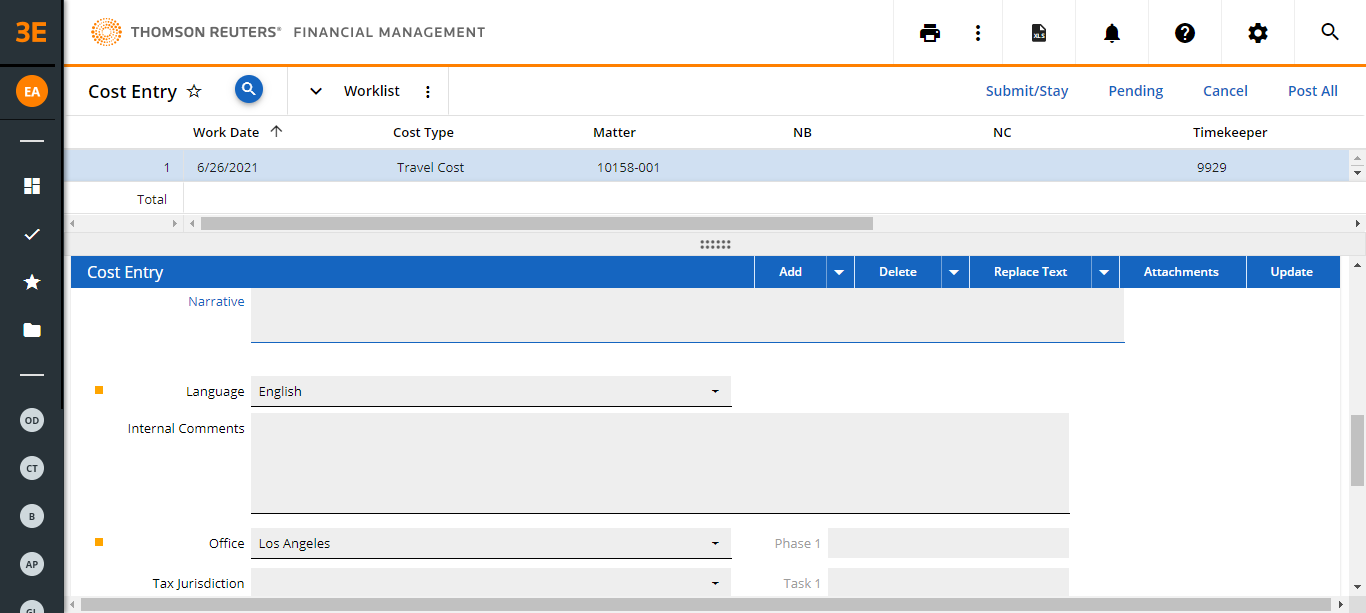 3E
THOMSON REUTERS® FINANCIAL MANAGEMENT
XLS
EA
Cost Entry
Worklist
Submit/Stay
Pending
Cancel
Post All
Work Date
Cost Type
Matter
NB
NC
Timekeeper
1
6/26/2021
Travel Cost
10158-001
9929
Total
Cost Entry
Add
Delete
Replace Text
Attachments
Update
Narrative
Language
English
Internal Comments
Office
Los Angeles
Phase 1
Tax Jurisdiction
Task 1
OD
CT
B
AP